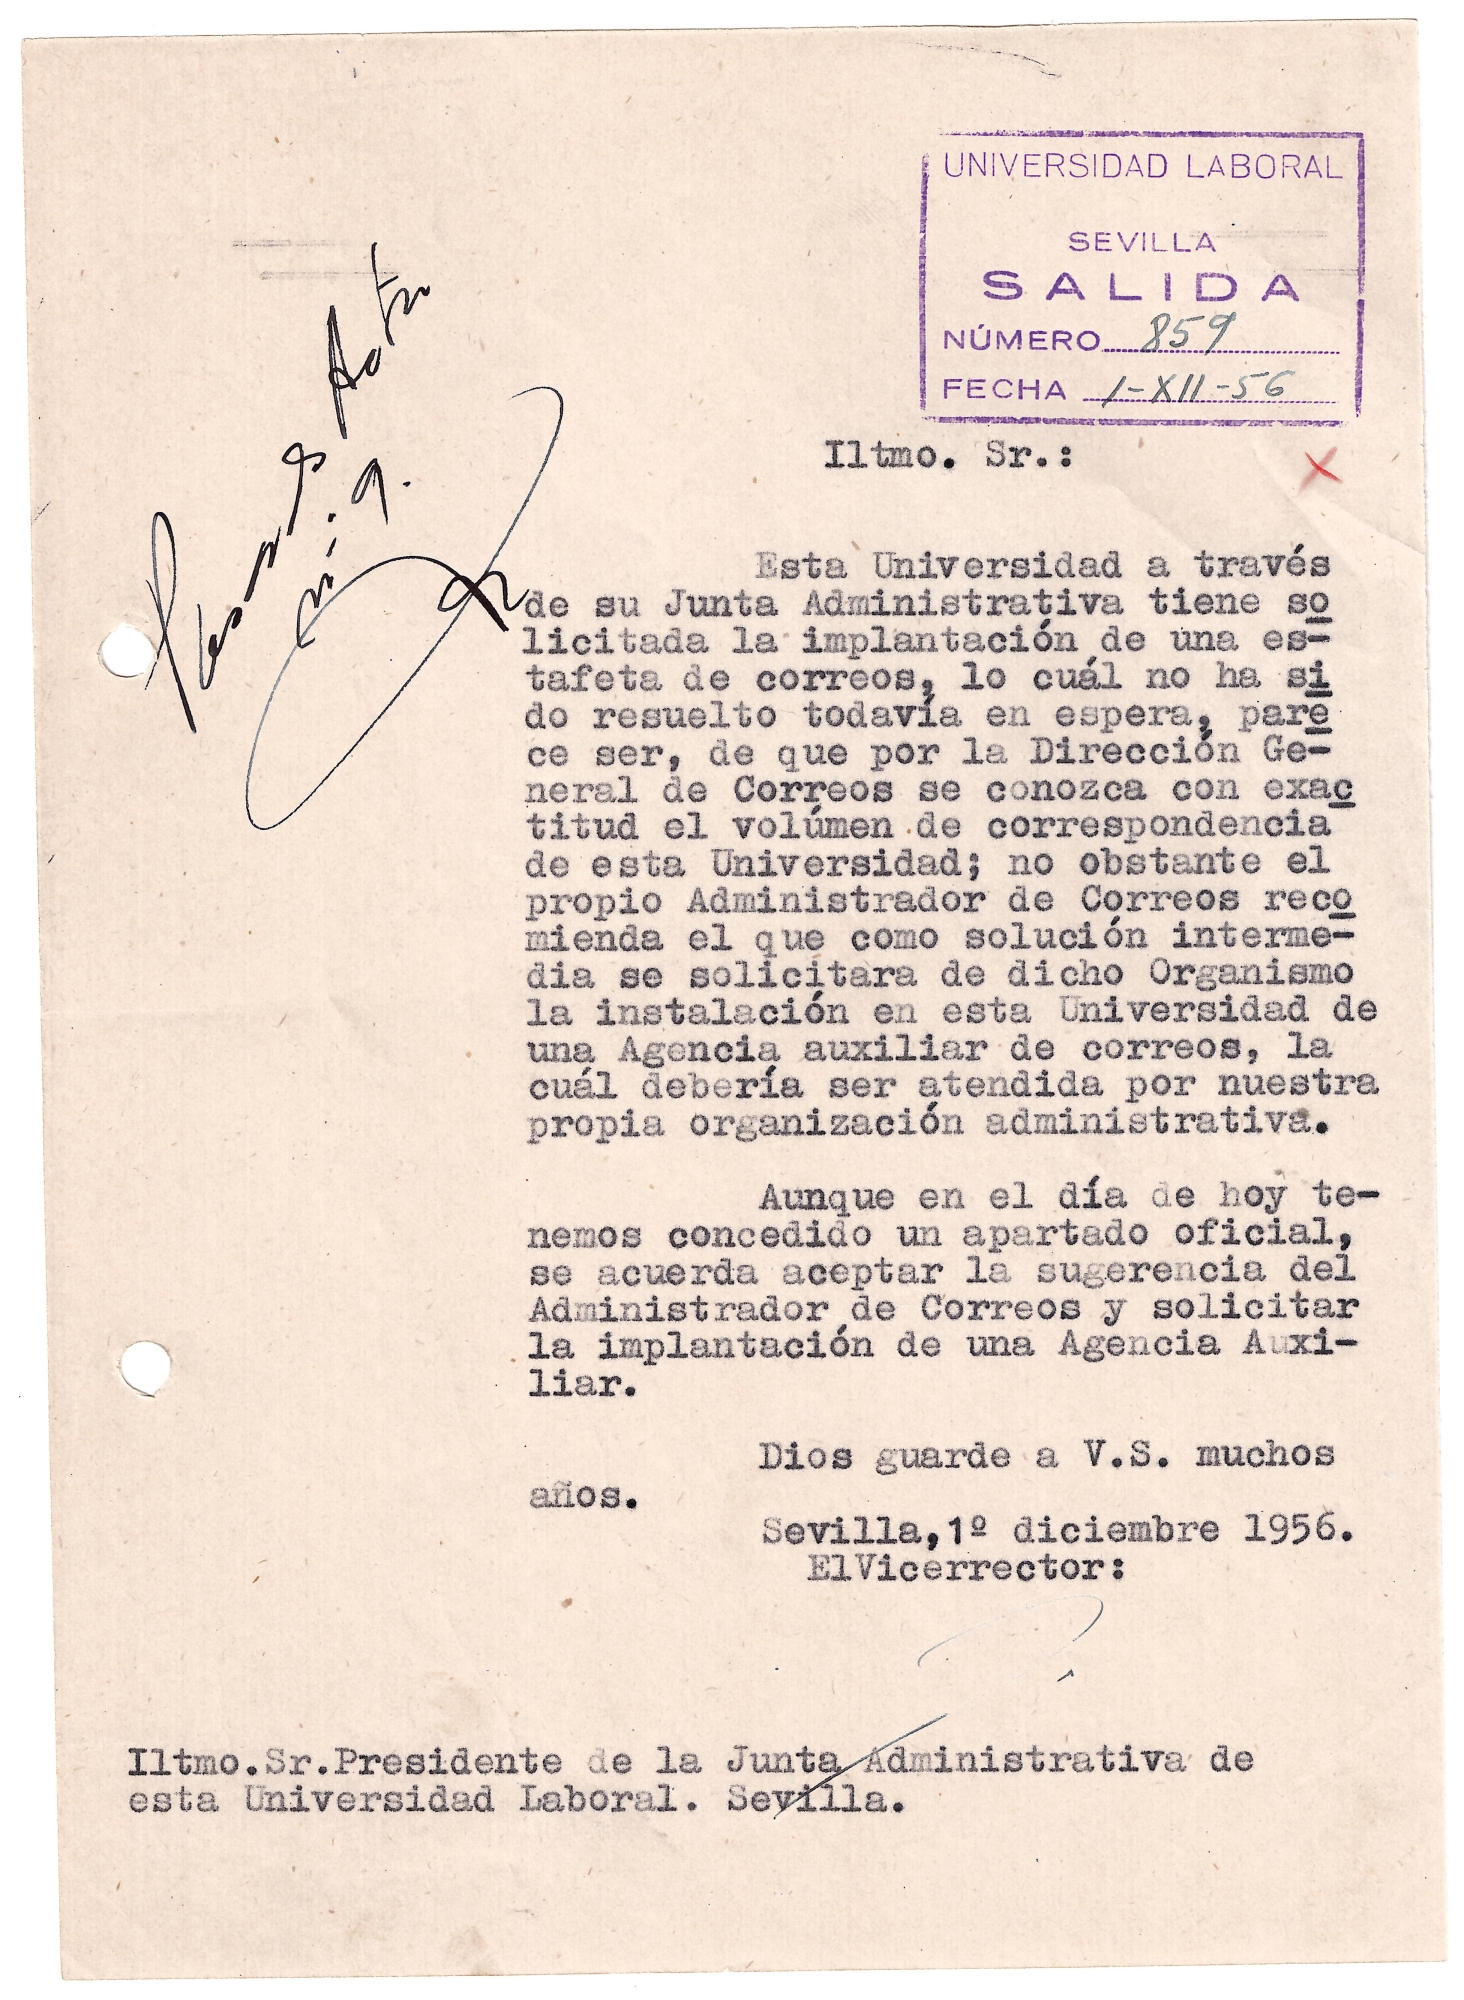 UNIVERSIDAD LABORAL
SEVILLA
SALIDA
NÚMERO 859
FECHA 1-XII-56
Iltmo. Sr.:
Esta Universidad a través
de su Junta Administrativa tiene so
licitada la implantación de una es-
tafeta de correos, lo cuál no ha si
do resuelto todavía en espera, pare
ce ser, de que por la Dirección Ge-
neral de Correos se conozca con exac
titud el volúmen de correspondencia
de esta Universidad; no obstante el
propio Administrador de Correos reco
mienda el que como solución interme-
dia se solicitara de dicho Organismo
la instalación en esta Universidad de
una Agencia auxiliar de correos, la
cuál debería ser atendida por nuestra
propia organización administrativa.
Aunque en el día de hoy te-
nemos concedido un apartado oficial,
se acuerda aceptar la sugerencia del
Administrador de Correos y solicitar
la implantación de una Agencia Auxi-
liar.
Dios guarde a V.S. muchos
años.
Sevilla,1º diciembre 1956.
ElVicerrector:
Iltmo.Sr.Presidente de la Junta Administrativa de
esta Universidad Laboral. Sevilla.